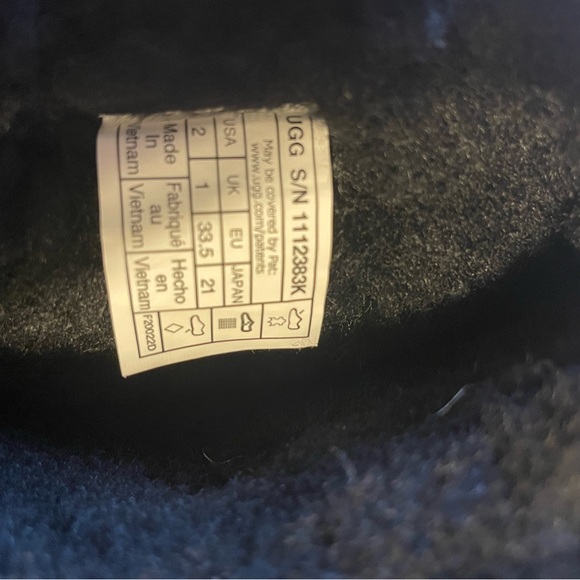 UGG S/N 1112383K
May be covered by Pat:
www.ugg.com/patents
USA UK EU JAPAN
2 1 33.5 21
Made Fabriqué Hecho
In au en
Vietnam Vietnam Vietnam
F20022D